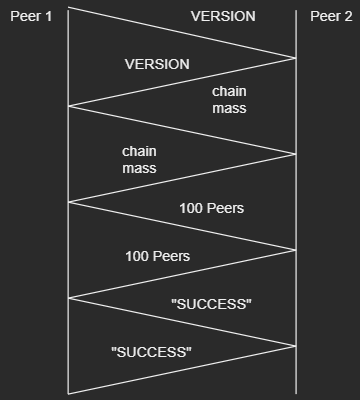 Peer 1
VERSION
Peer 2
VERSION
chain
mass
chain
mass
100 Peers
100 Peers
"SUCCESS"
"SUCCESS"